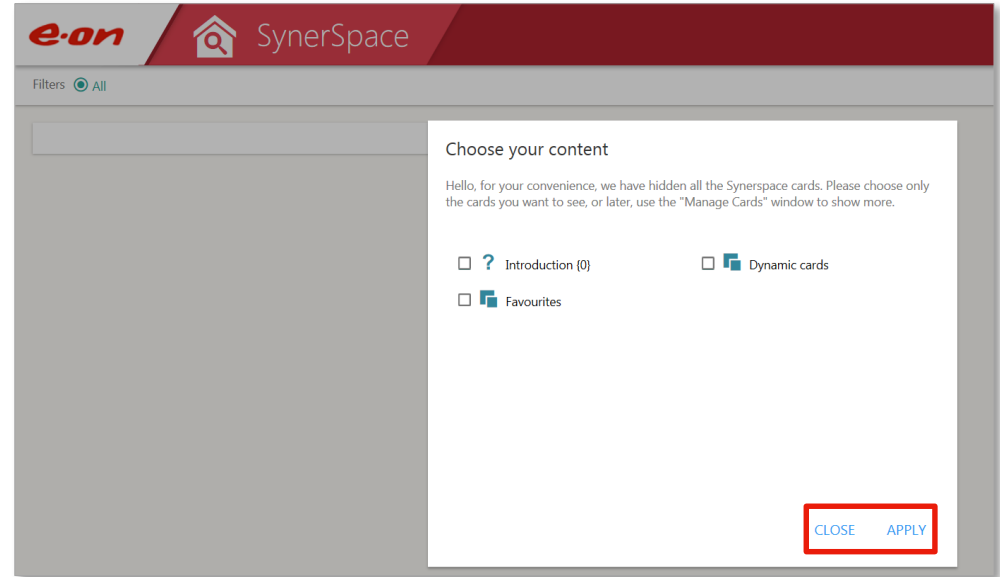 e·on SynerSpace
Filters All
Choose your content
Hello, for your convenience, we have hidden all the Synerspace cards. Please choose only
the cards you want to see, or later, use the "Manage Cards" window to show more.
? Introduction {0} Dynamic cards
Favourites
CLOSE APPLY